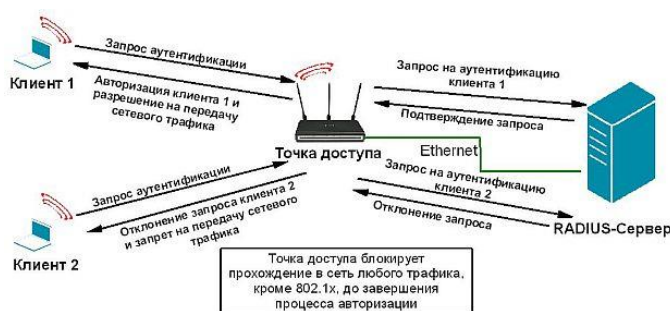 Запрос аутентификации
Клиент 1
Авторизация клиента 1 и
разрешение на передачу
сетевого трафика
Запрос на аутентификацию
клиента 1
Подтверждение запроса
Точка доступа
Ethernet
Запрос аутентификации
Отклонение запроса клиента 2
и запрет на передачу сетевого
трафика
Клиент 2
Запрос на аутентификацию
клиента 2
Отклонение запроса
RADIUS-Сервер
Точка доступа блокирует
прохождение в сеть любого трафика,
кроме 802.1x, до завершения
процесса авторизации